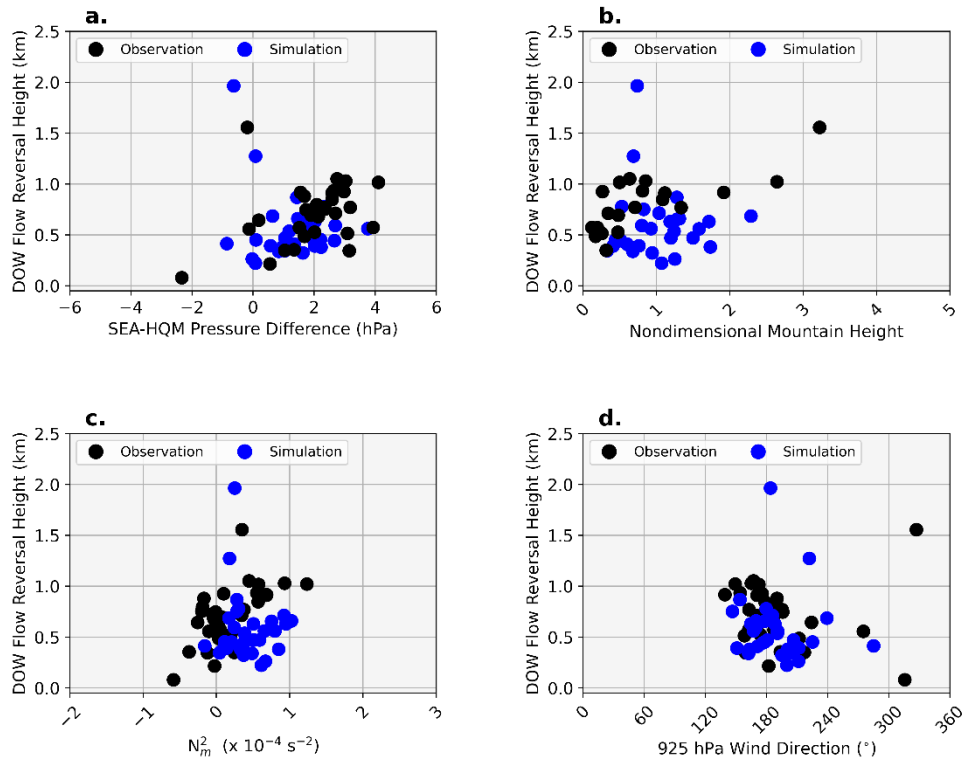 a.
2.5
2.0
1.5
1.0
0.5
0.0
DOW Flow Reversal Height (km)
Observation Simulation
−6 −4 −2 0 2 4 6
SEA-HQM Pressure Difference (hPa)
b.
2.5
2.0
1.5
1.0
0.5
0.0
DOW Flow Reversal Height (km)
Observation Simulation
0 1 2 3 4 5
Nondimensional Mountain Height
c.
2.5
2.0
1.5
1.0
0.5
0.0
DOW Flow Reversal Height (km)
Observation Simulation
−2 −1 0 1 2 3
N²ₘ (x 10⁻⁴ s⁻²)
d.
2.5
2.0
1.5
1.0
0.5
0.0
DOW Flow Reversal Height (km)
Observation Simulation
0 60 120 180 240 300 360
925 hPa Wind Direction (°)